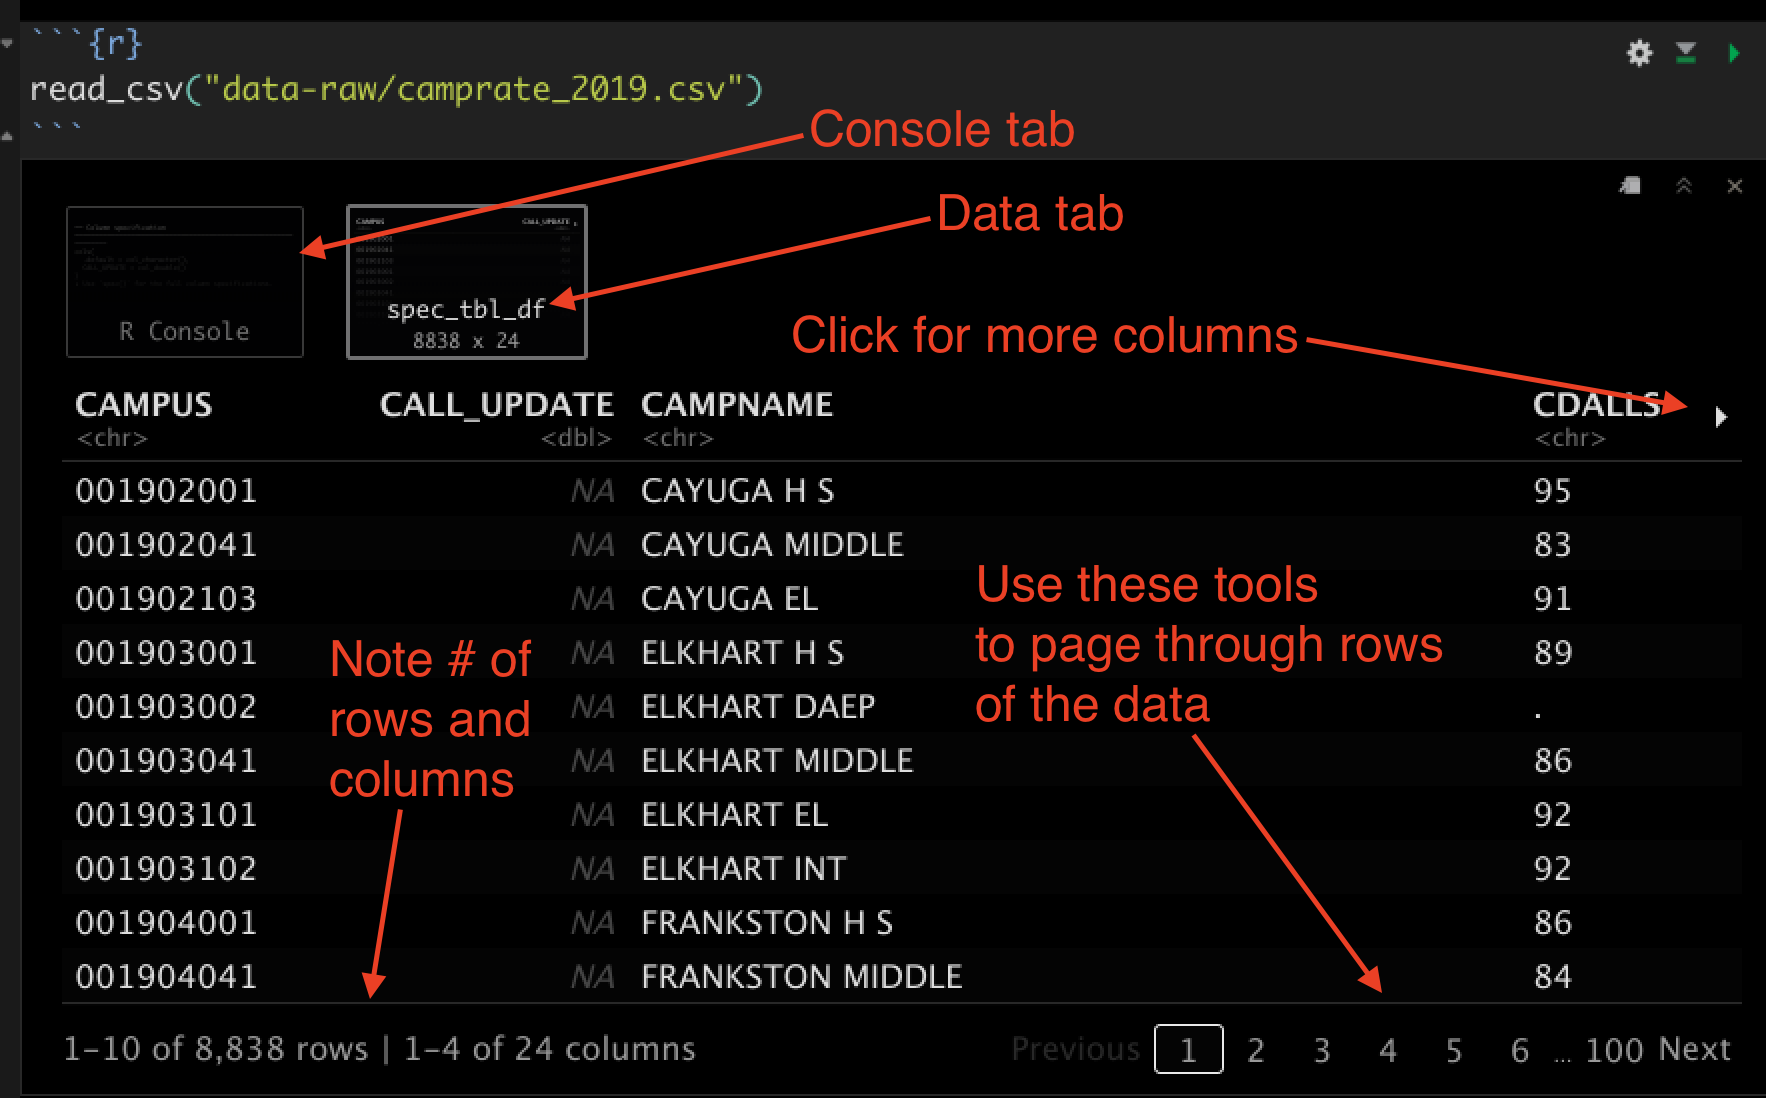 ```{r}
read_csv("data-raw/camprate_2019.csv")
```
Console tab
Data tab
CAMPUS CALL_UPDATE
spec_tbl_df
8838 x 24
R Console
Click for more columns
CAMPUS CALL_UPDATE CAMPNAME CDALLS
<chr> <dbl> <chr> <chr>
001902001 NA CAYUGA H S 95
001902041 NA CAYUGA MIDDLE 83
001902103 NA CAYUGA EL 91
001903001 NA ELKHART H S 89
001903002 NA ELKHART DAEP .
001903041 NA ELKHART MIDDLE 86
001903101 NA ELKHART EL 92
001903102 NA ELKHART INT 92
001904001 NA FRANKSTON H S 86
001904041 NA FRANKSTON MIDDLE 84
Use these tools
to page through rows
of the data
Note # of
rows and
columns
1-10 of 8,838 rows | 1-4 of 24 columns
Previous 1 2 3 4 5 6 ... 100 Next